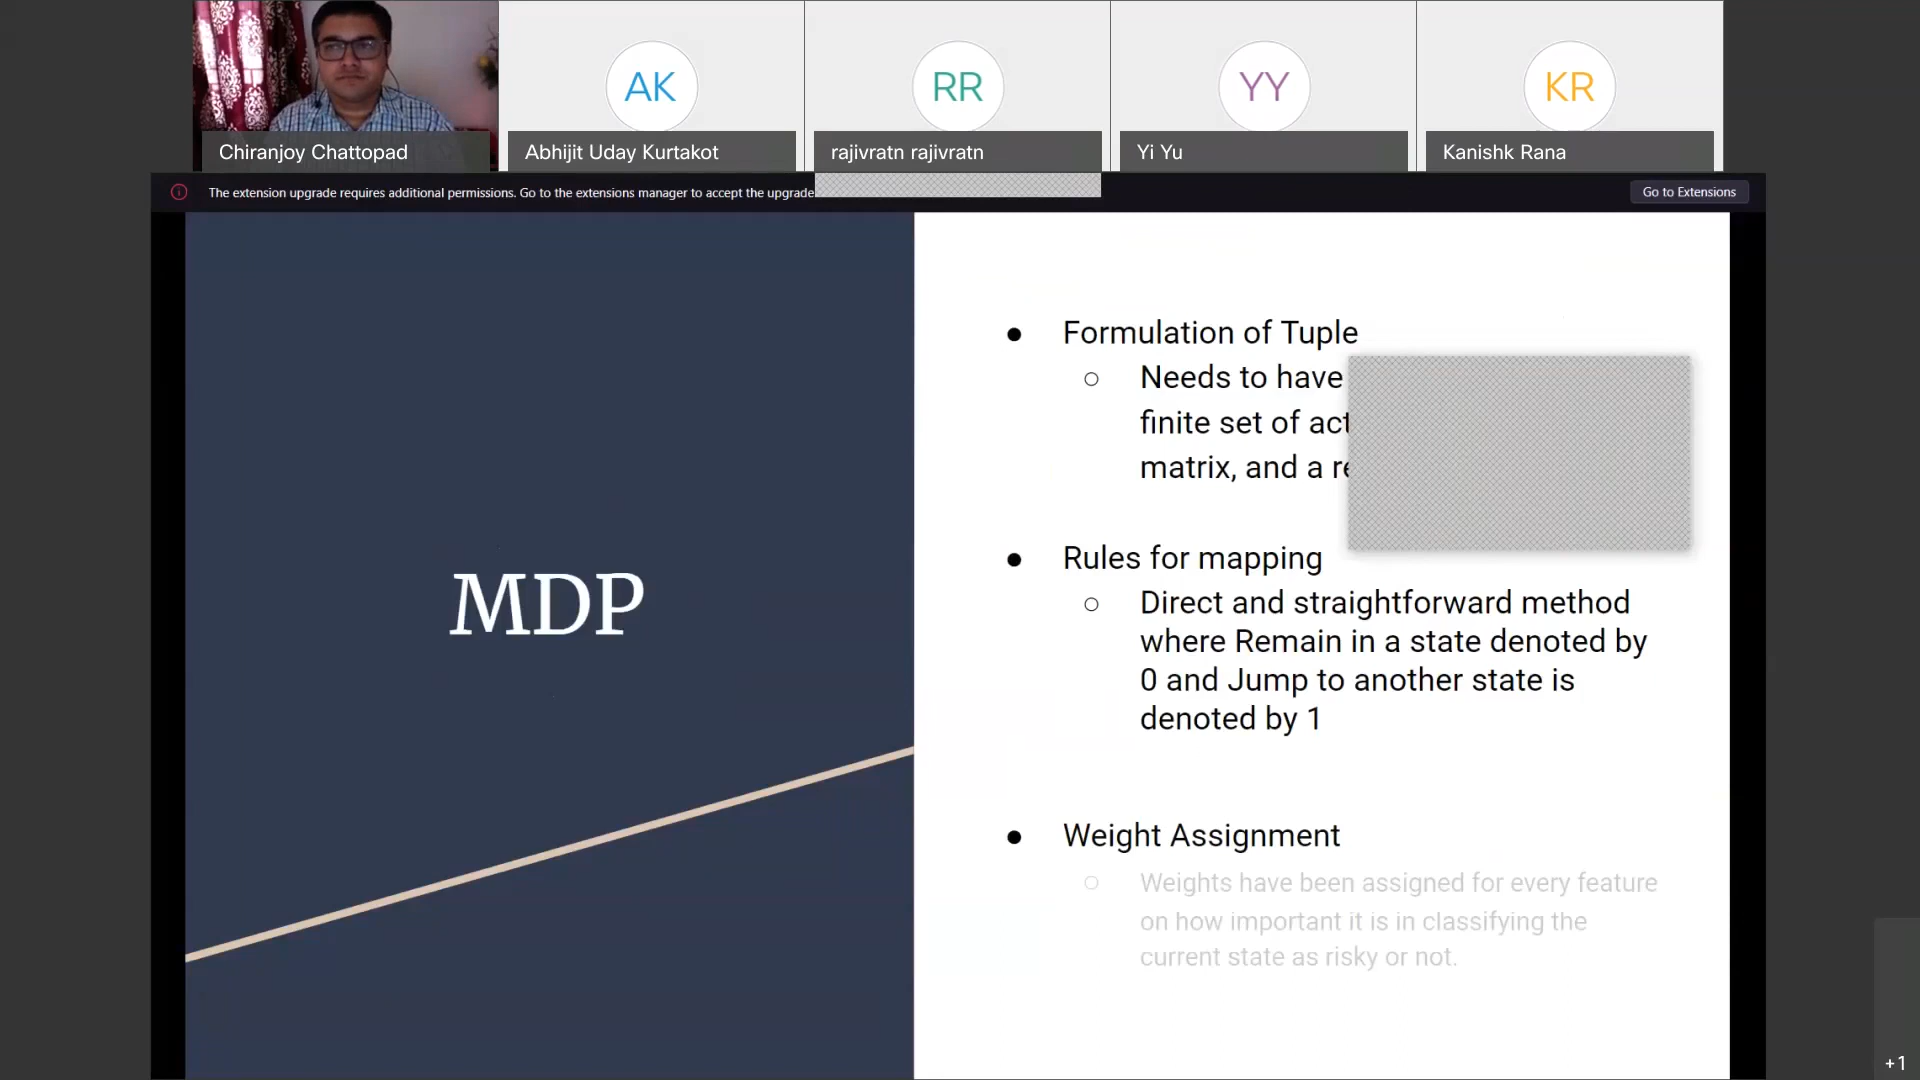 AK
RR
YY
KR
Chiranjoy Chattopad
Abhijit Uday Kurtakot
rajivratn rajivratn
Yi Yu
Kanishk Rana
The extension upgrade requires additional permissions. Go to the extensions manager to accept the upgrade
Go to Extensions
MDP
Formulation of Tuple
Needs to have
finite set of
matrix, and a
Rules for mapping
Direct and straightforward method
where Remain in a state denoted by
0 and Jump to another state is
denoted by 1
Weight Assignment
Weights have been assigned for every feature
on how important it is in classifying the
current state as risky or not.
+1